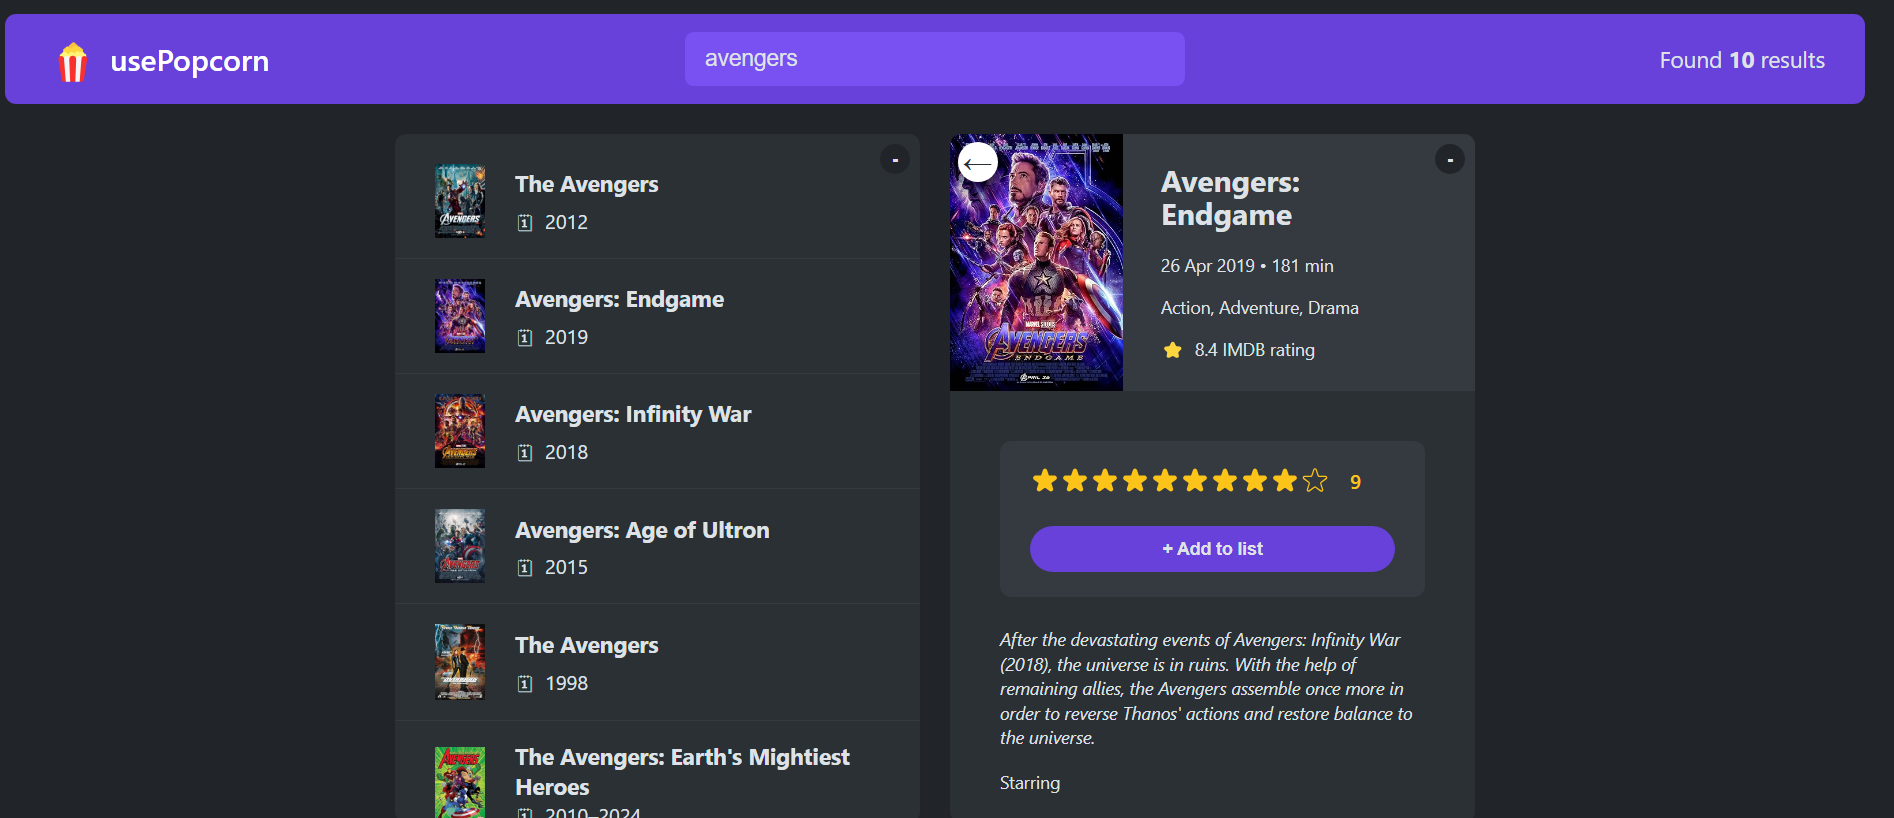 usePopcorn
avengers
Found 10 results
-
The Avengers
2012
Avengers: Endgame
2019
Avengers: Infinity War
2018
Avengers: Age of Ultron
2015
The Avengers
1998
The Avengers: Earth's Mightiest
Heroes
2010–2024
←
AVENGERS
ENDGAME
-
Avengers:
Endgame
26 Apr 2019 • 181 min
Action, Adventure, Drama
8.4 IMDB rating
9
+ Add to list
After the devastating events of Avengers: Infinity War
(2018), the universe is in ruins. With the help of
remaining allies, the Avengers assemble once more in
order to reverse Thanos' actions and restore balance to
the universe.
Starring